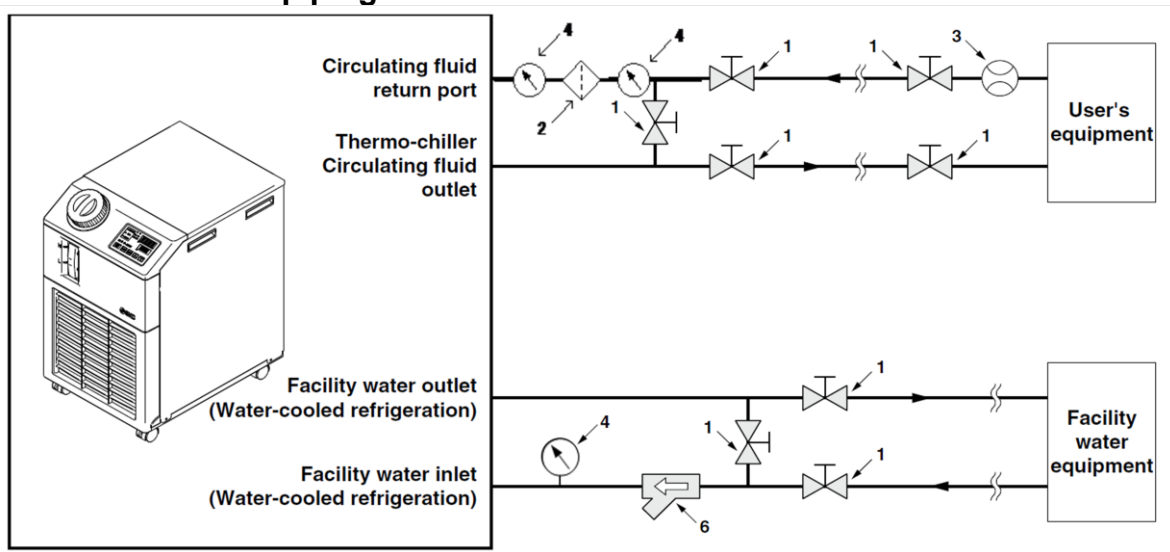 4
4
1
1
3
Circulating fluid
return port
2
1
User's
equipment
Thermo-chiller
Circulating fluid
outlet
1
1
Facility water outlet
(Water-cooled refrigeration)
1
4
1
Facility
water
equipment
Facility water inlet
(Water-cooled refrigeration)
1
6